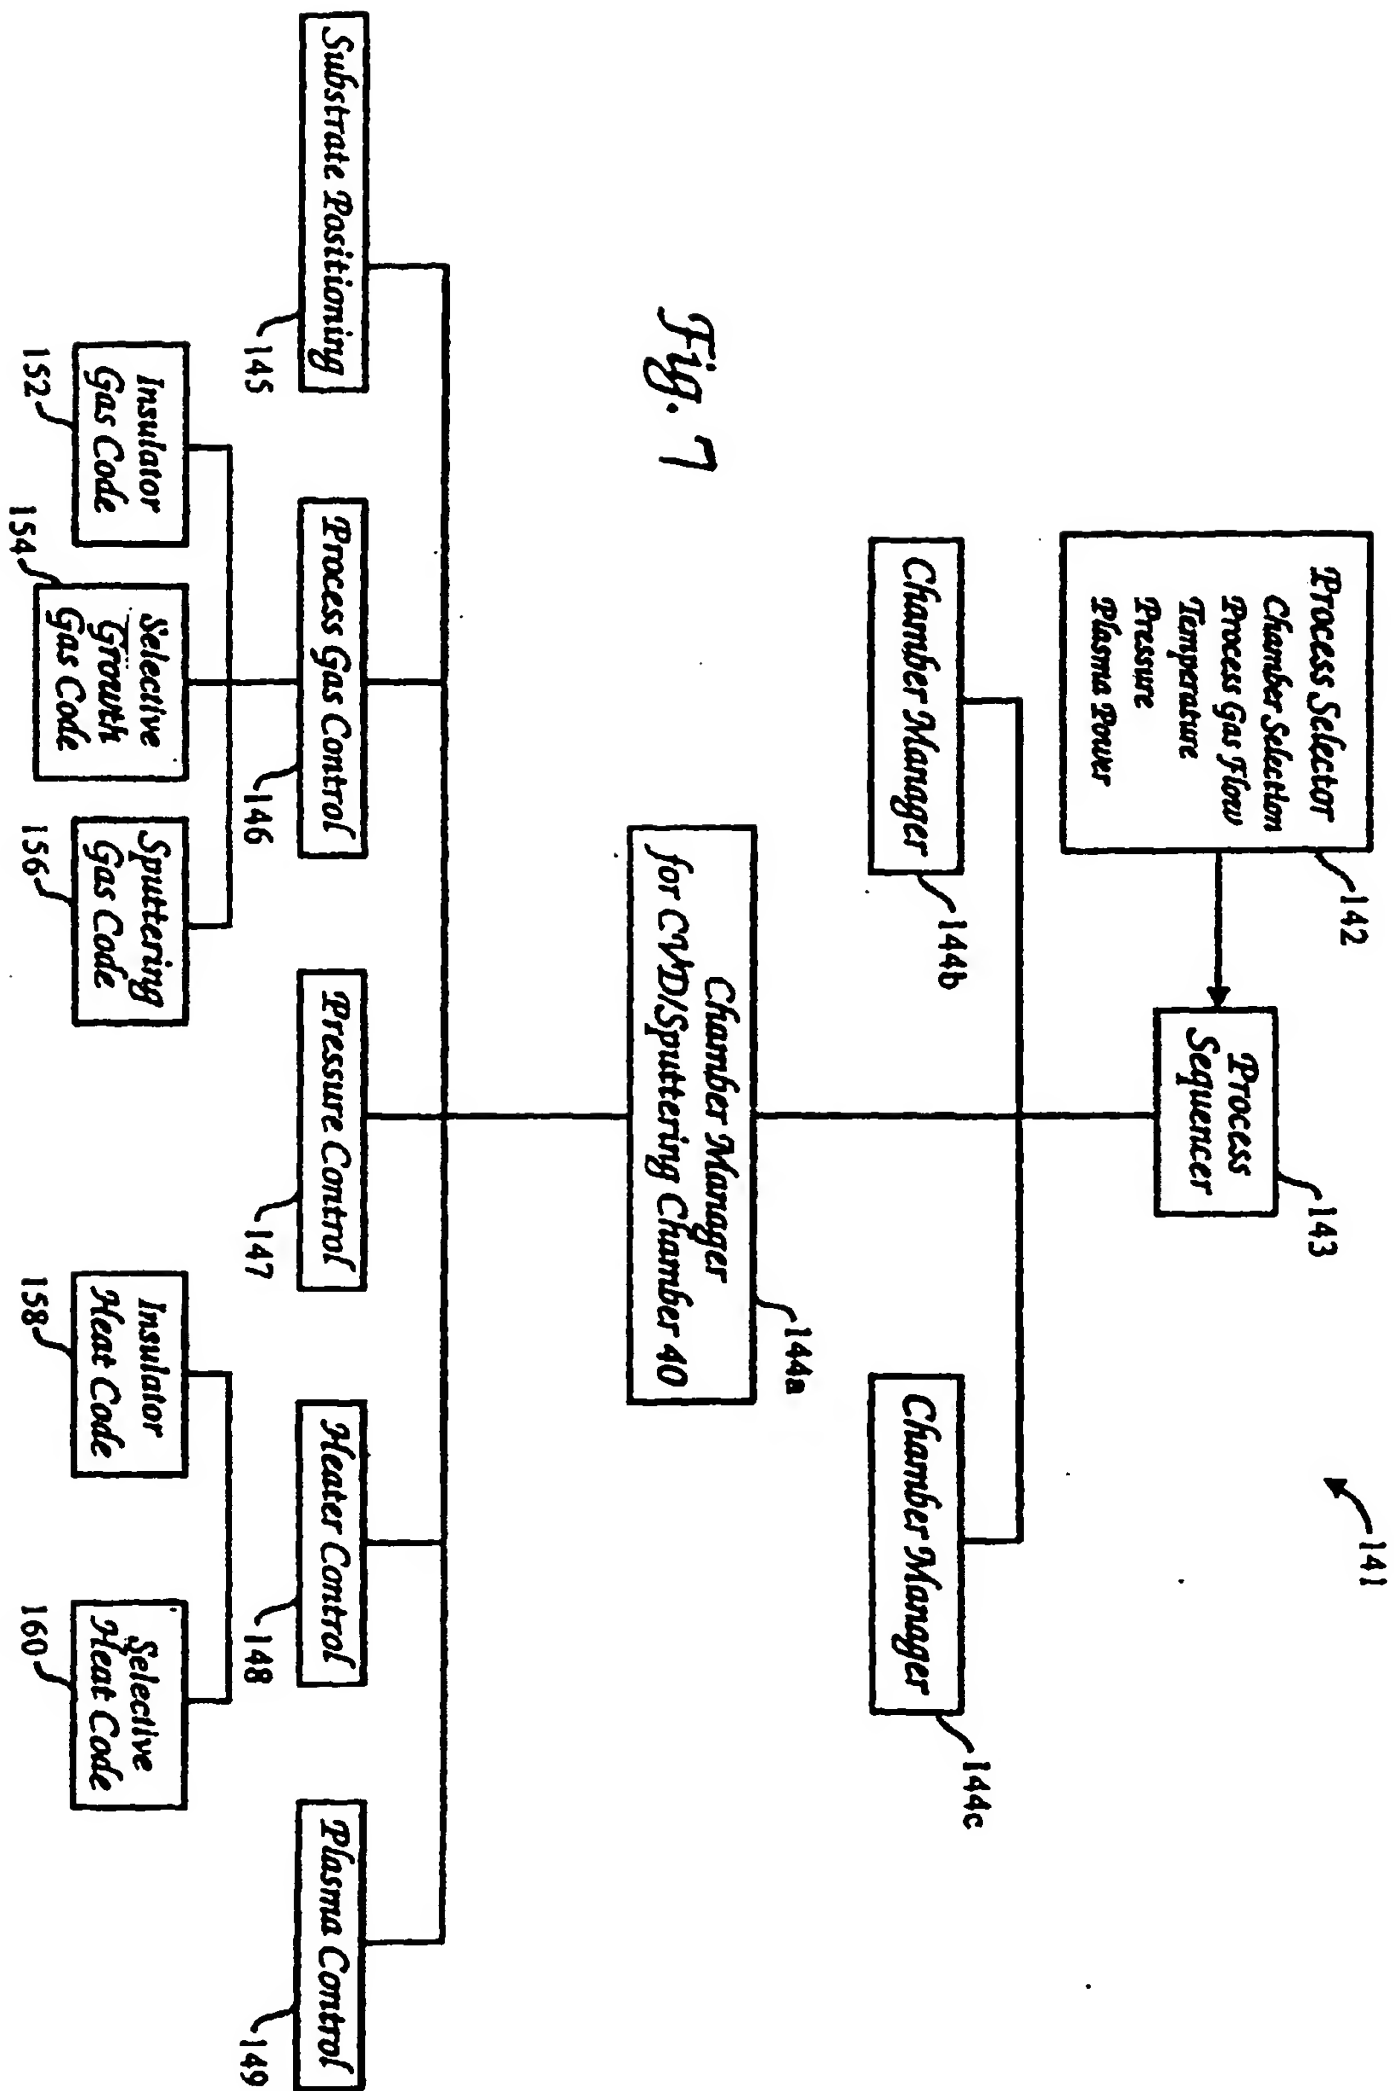 141
Process Selector
Chamber Selection
Process Gas Flow
Temperature
Pressure
Plasma Power
142
Process
Sequencer
143
Chamber Manager
144b
Chamber Manager
144c
Chamber Manager
for CVD/Sputtering Chamber 40
144a
Fig. 7
Substrate Positioning
145
Process Gas Control
146
Pressure Control
147
Heater Control
148
Plasma Control
149
Insulator
Gas Code
152
Selective
Growth
Gas Code
154
Sputtering
Gas Code
156
Insulator
Heat Code
158
Selective
Heat Code
160